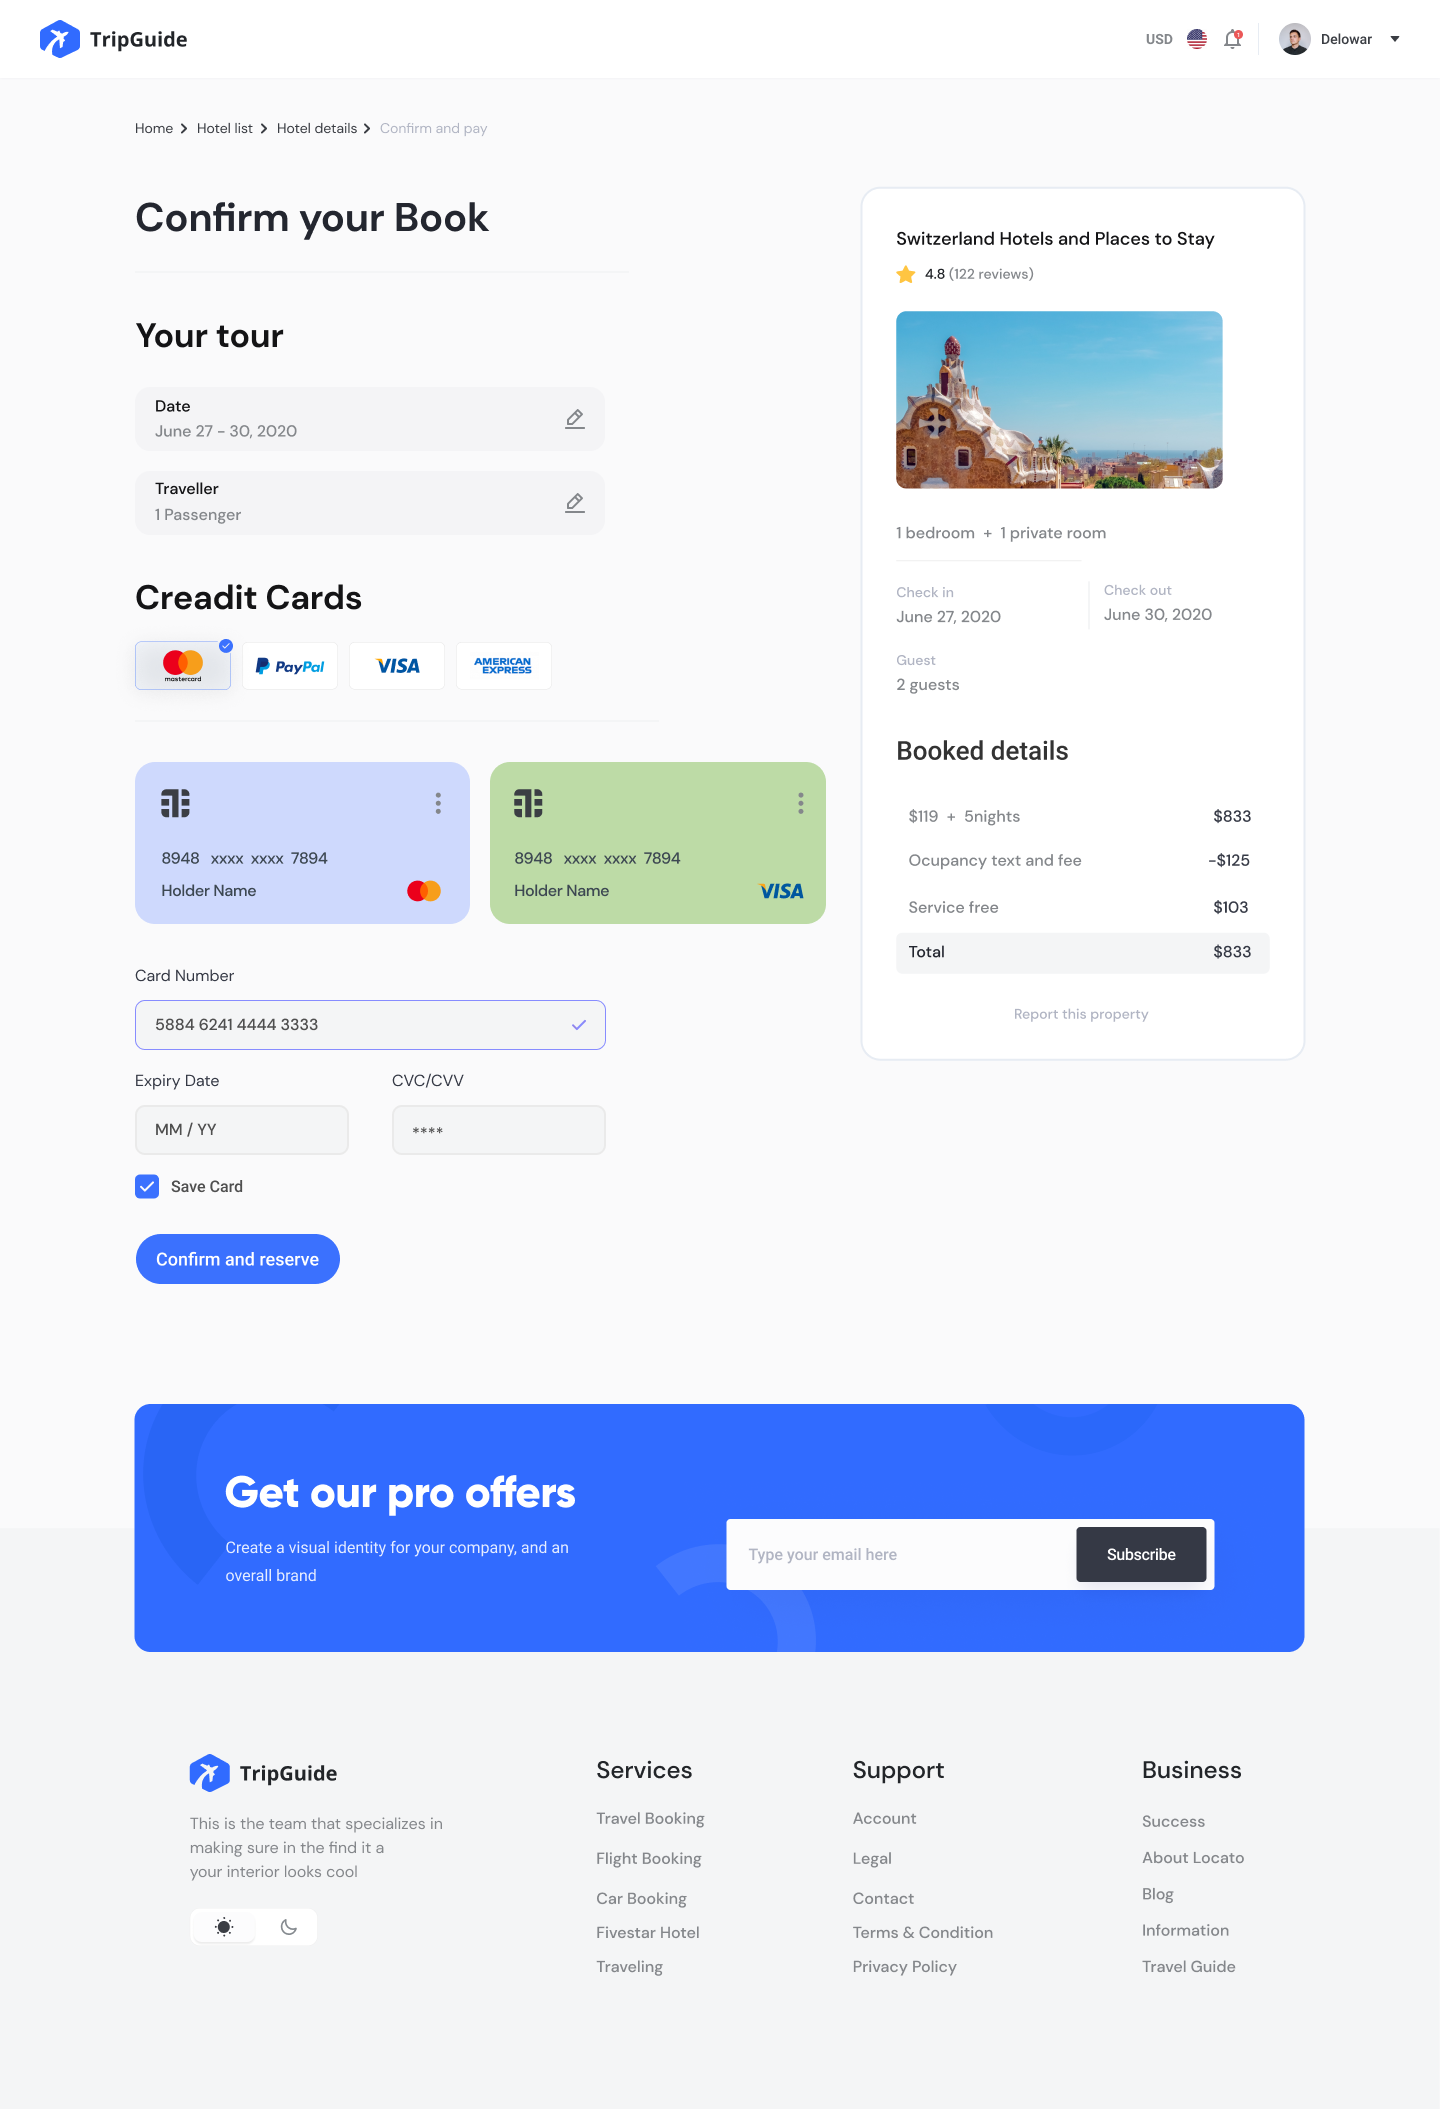 TripGuide
USD
Delowar
Home Hotel list Hotel details Confirm and pay
Confirm your Book
Your tour
Date
June 27 - 30, 2020
Traveller
1 Passenger
Creadit Cards
mastercard
PayPal
VISA
AMERICAN
EXPRESS
8948 xxxx xxxx 7894
Holder Name
8948 xxxx xxxx 7894
Holder Name
VISA
Card Number
5884 6241 4444 3333
Expiry Date
CVC/CVV
MM / YY
****
Save Card
Confirm and reserve
Switzerland Hotels and Places to Stay
4.8 (122 reviews)
1 bedroom + 1 private room
Check in
June 27, 2020
Check out
June 30, 2020
Guest
2 guests
Booked details
$119 + 5nights $833
Ocupancy text and fee -$125
Service free $103
Total $833
Report this property
Get our pro offers
Create a visual identity for your company, and an
overall brand
Type your email here
Subscribe
TripGuide
This is the team that specializes in
making sure in the find it a
your interior looks cool
Services
Travel Booking
Flight Booking
Car Booking
Fivestar Hotel
Traveling
Support
Account
Legal
Contact
Terms & Condition
Privacy Policy
Business
Success
About Locato
Blog
Information
Travel Guide